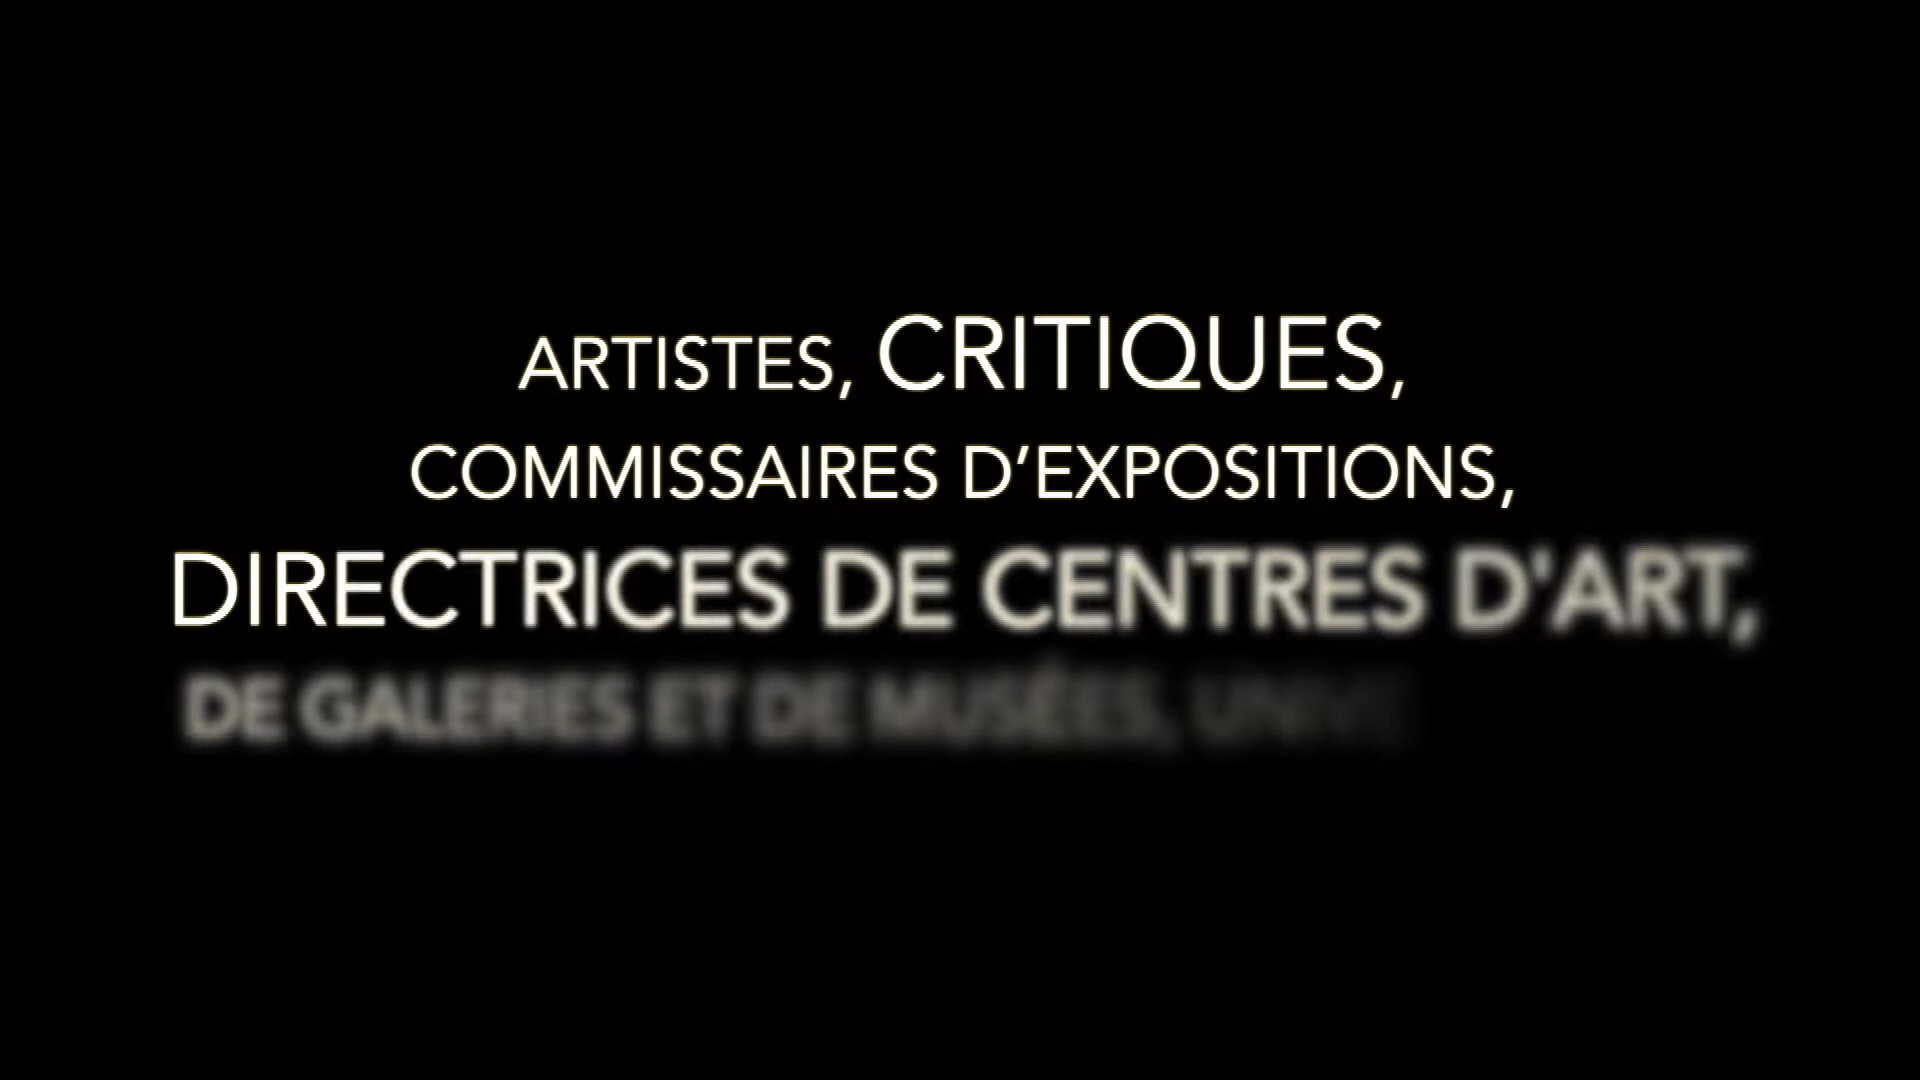 ARTISTES, CRITIQUES,
COMMISSAIRES D’EXPOSITIONS,
DIRECTRICES DE CENTRES D'ART,
DE GALERIES ET DE MUSÉES,